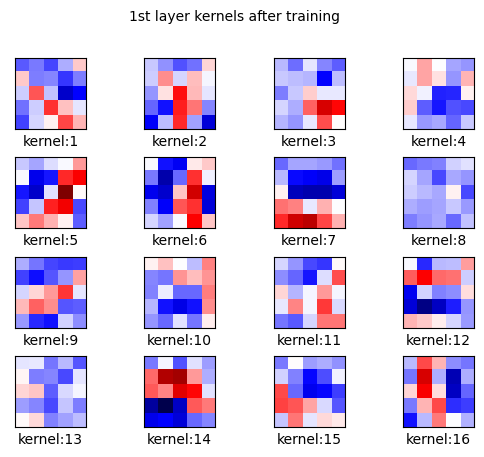 1st layer kernels after training
kernel:1 kernel:2 kernel:3 kernel:4
kernel:5 kernel:6 kernel:7 kernel:8
kernel:9 kernel:10 kernel:11 kernel:12
kernel:13 kernel:14 kernel:15 kernel:16